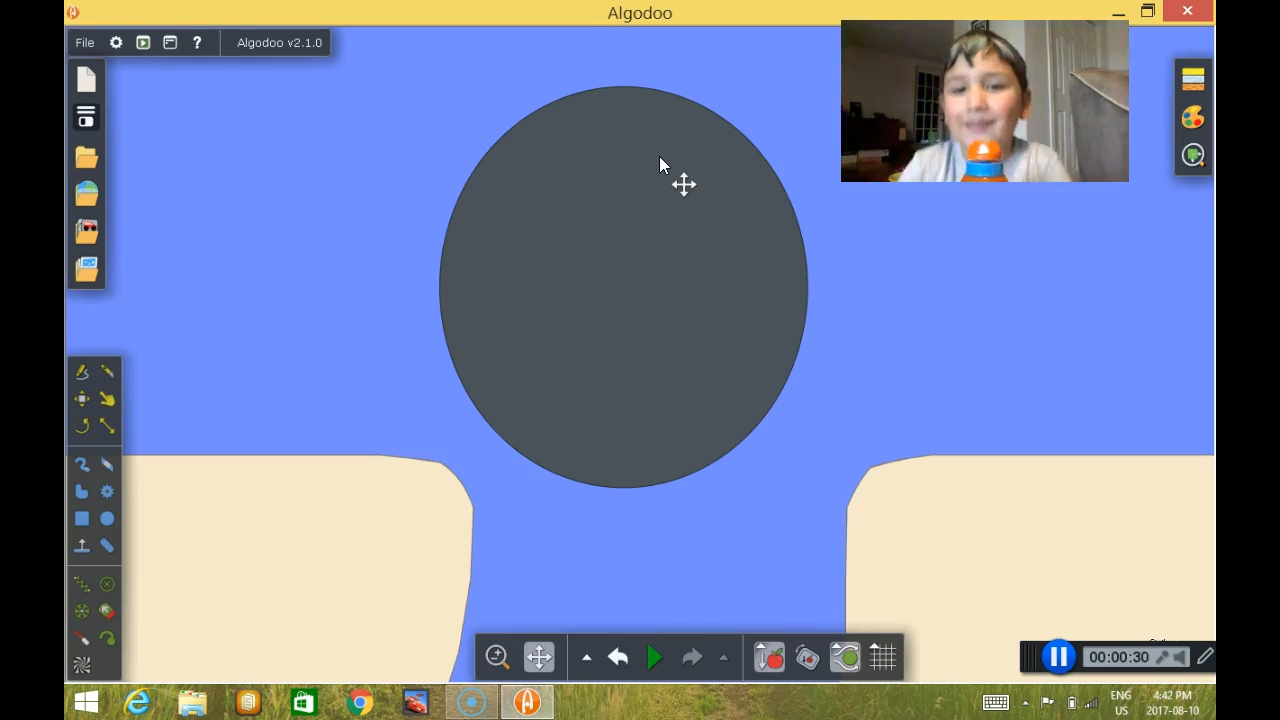 Algodoo
File
?
Algodoo v2.1.0
00:00:30
ENG
US
4:42 PM
2017-08-10